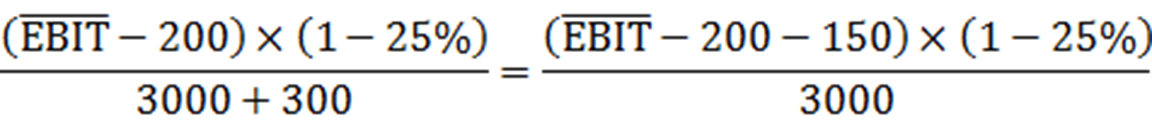 (EBIT − 200) × (1 − 25%) / 3000 + 300 = (EBIT − 200 − 150) × (1 − 25%) / 3000